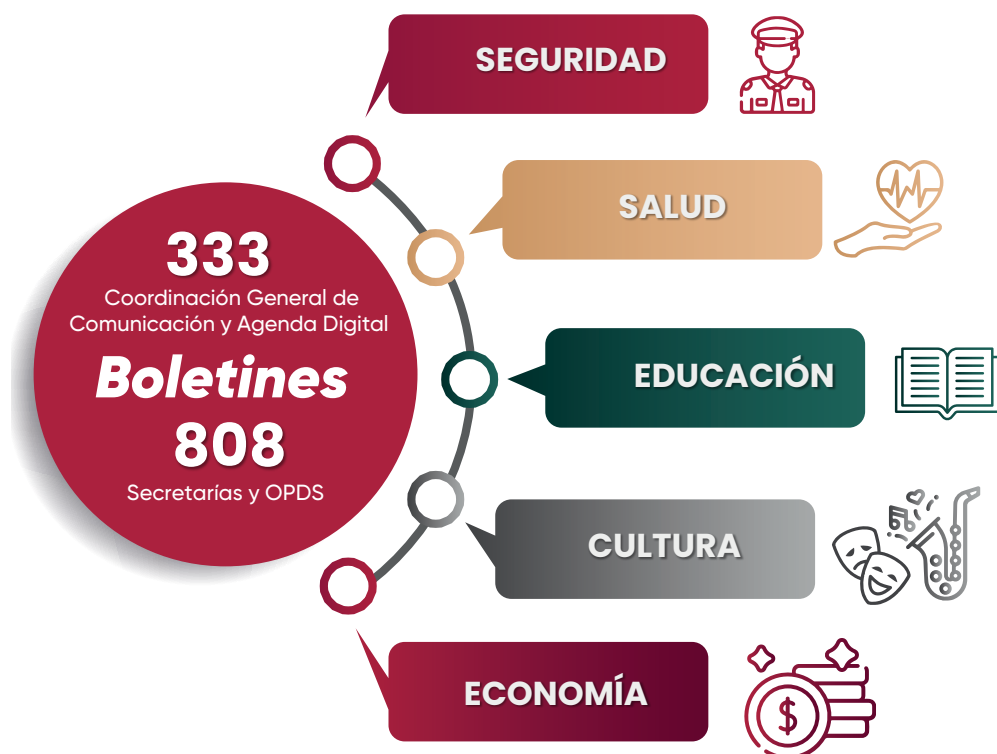 SEGURIDAD
SALUD
333
Coordinación General de
Comunicación y Agenda Digital
Boletines
808
Secretarías y OPDS
EDUCACIÓN
CULTURA
ECONOMÍA
$